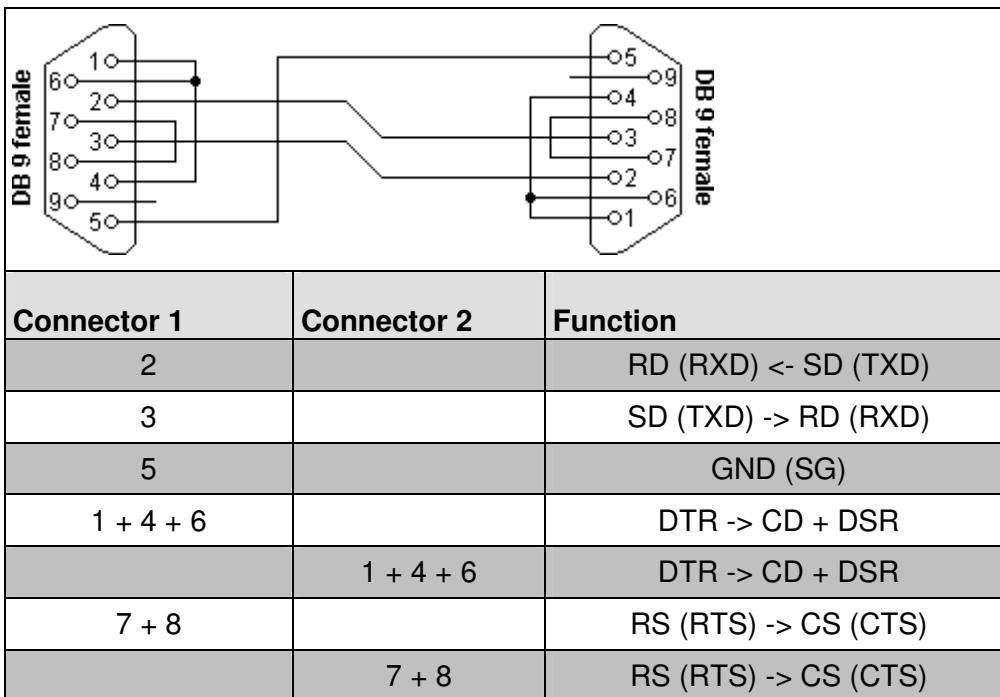 DB 9 female
1
6
2
7
3
8
4
9
5
5
9
4
8
3
7
2
6
1
DB 9 female
Connector 1 Connector 2 Function
2 RD (RXD) <- SD (TXD)
3 SD (TXD) -> RD (RXD)
5 GND (SG)
1 + 4 + 6 DTR -> CD + DSR
1 + 4 + 6 DTR -> CD + DSR
7 + 8 RS (RTS) -> CS (CTS)
7 + 8 RS (RTS) -> CS (CTS)